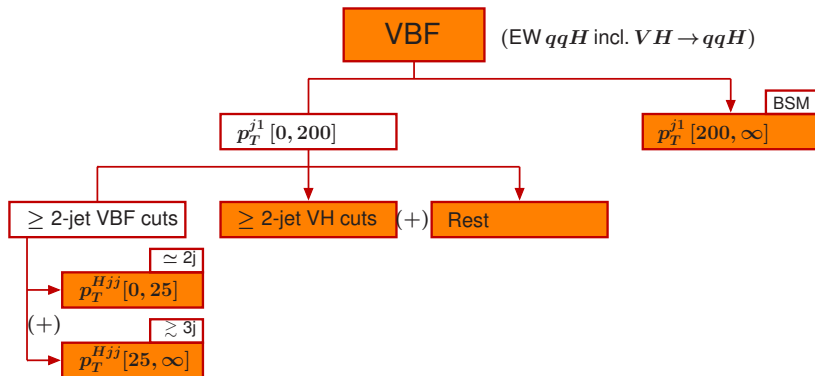 VBF (EW qqH incl. VH → qqH)
BSM
p_T^{j1} [0, 200]
p_T^{j1} [200, ∞]
≥ 2-jet VBF cuts
≥ 2-jet VH cuts
(+)
Rest
≃ 2j
p_T^{Hjj} [0, 25]
(+)
≳ 3j
p_T^{Hjj} [25, ∞]